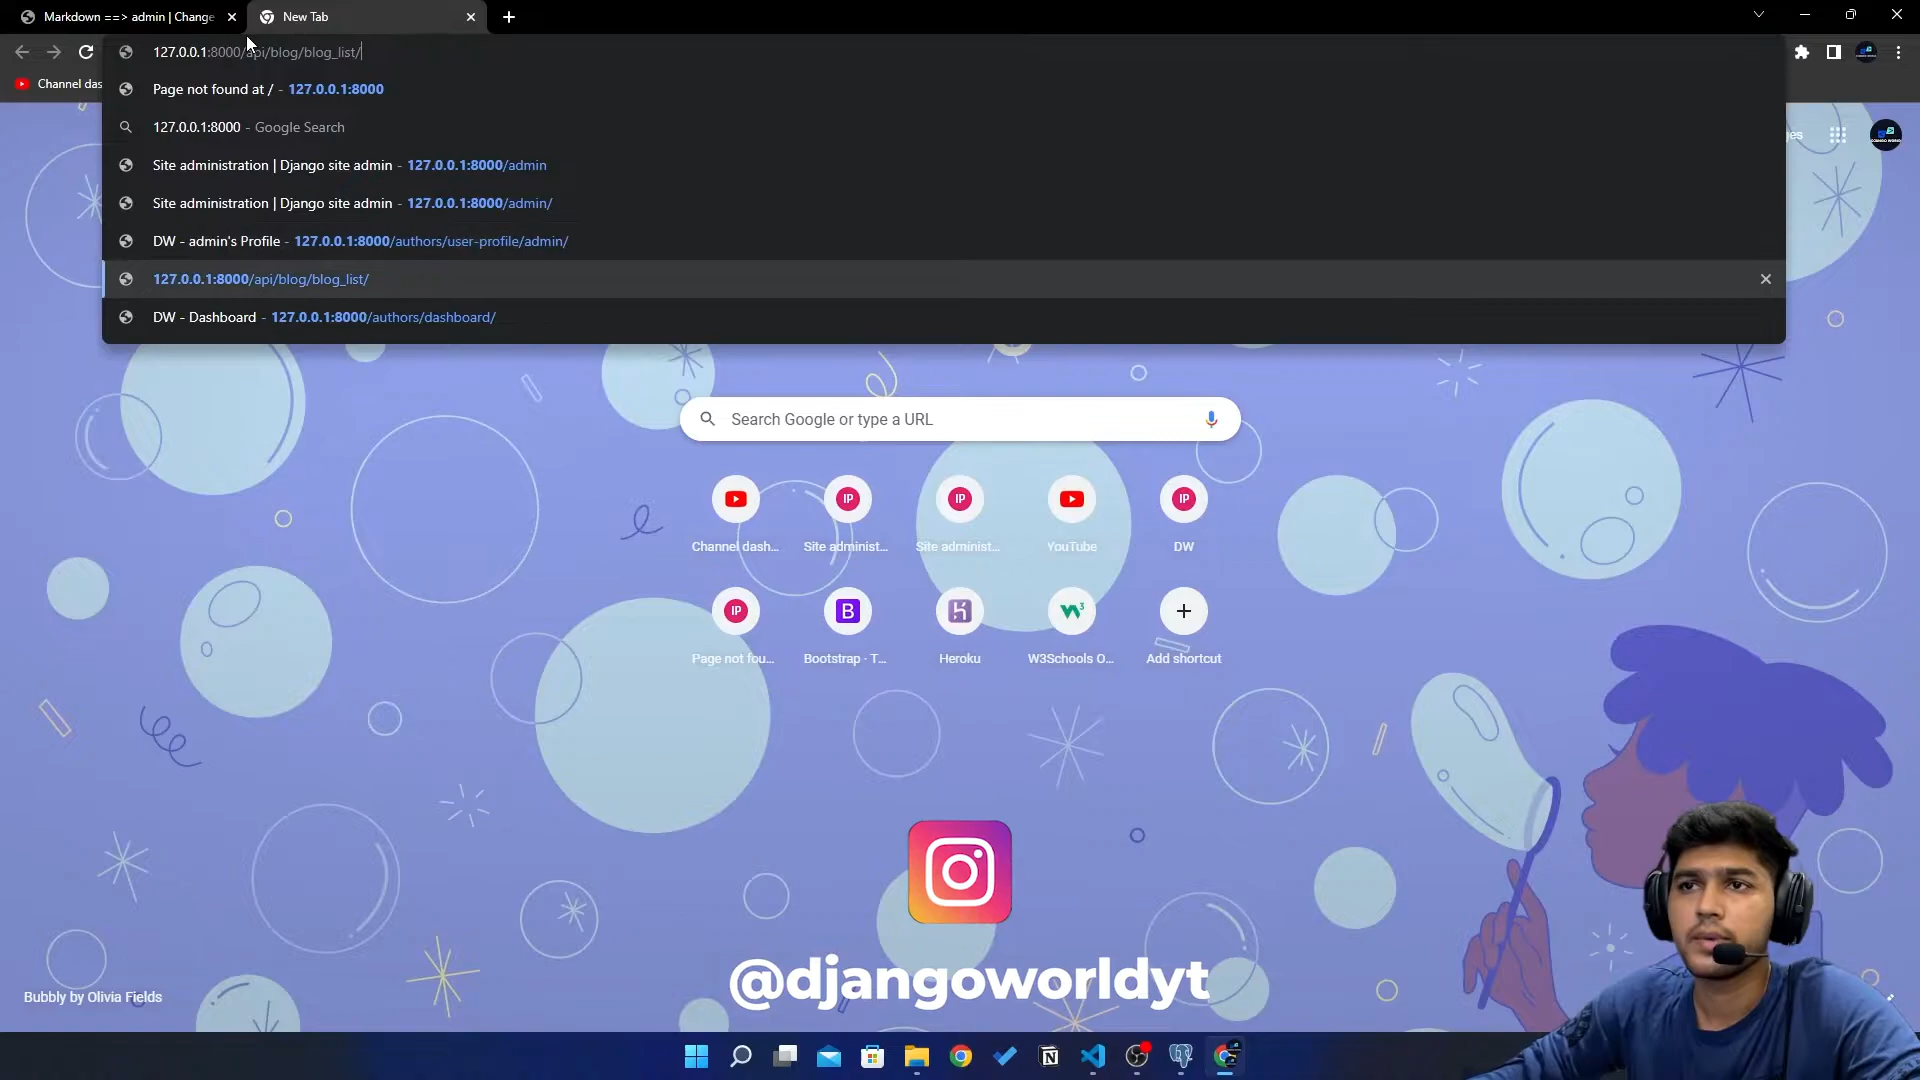 Markdown ==> admin | Change
New Tab
127.0.0.1:8000/api/blog/blog_list/
Channel das
Page not found at / - 127.0.0.1:8000
127.0.0.1:8000 - Google Search
Site administration | Django site admin - 127.0.0.1:8000/admin
Site administration | Django site admin - 127.0.0.1:8000/admin/
DW - admin's Profile - 127.0.0.1:8000/authors/user-profile/admin/
127.0.0.1:8000/api/blog/blog_list/
DW - Dashboard - 127.0.0.1:8000/authors/dashboard/
Search Google or type a URL
IP IP IP
Channel dash... Site administ... Site administ... YouTube DW
IP B
Page not fou... Bootstrap · T... Heroku W3Schools O... Add shortcut
@djangoworldyt
Bubbly by Olivia Fields